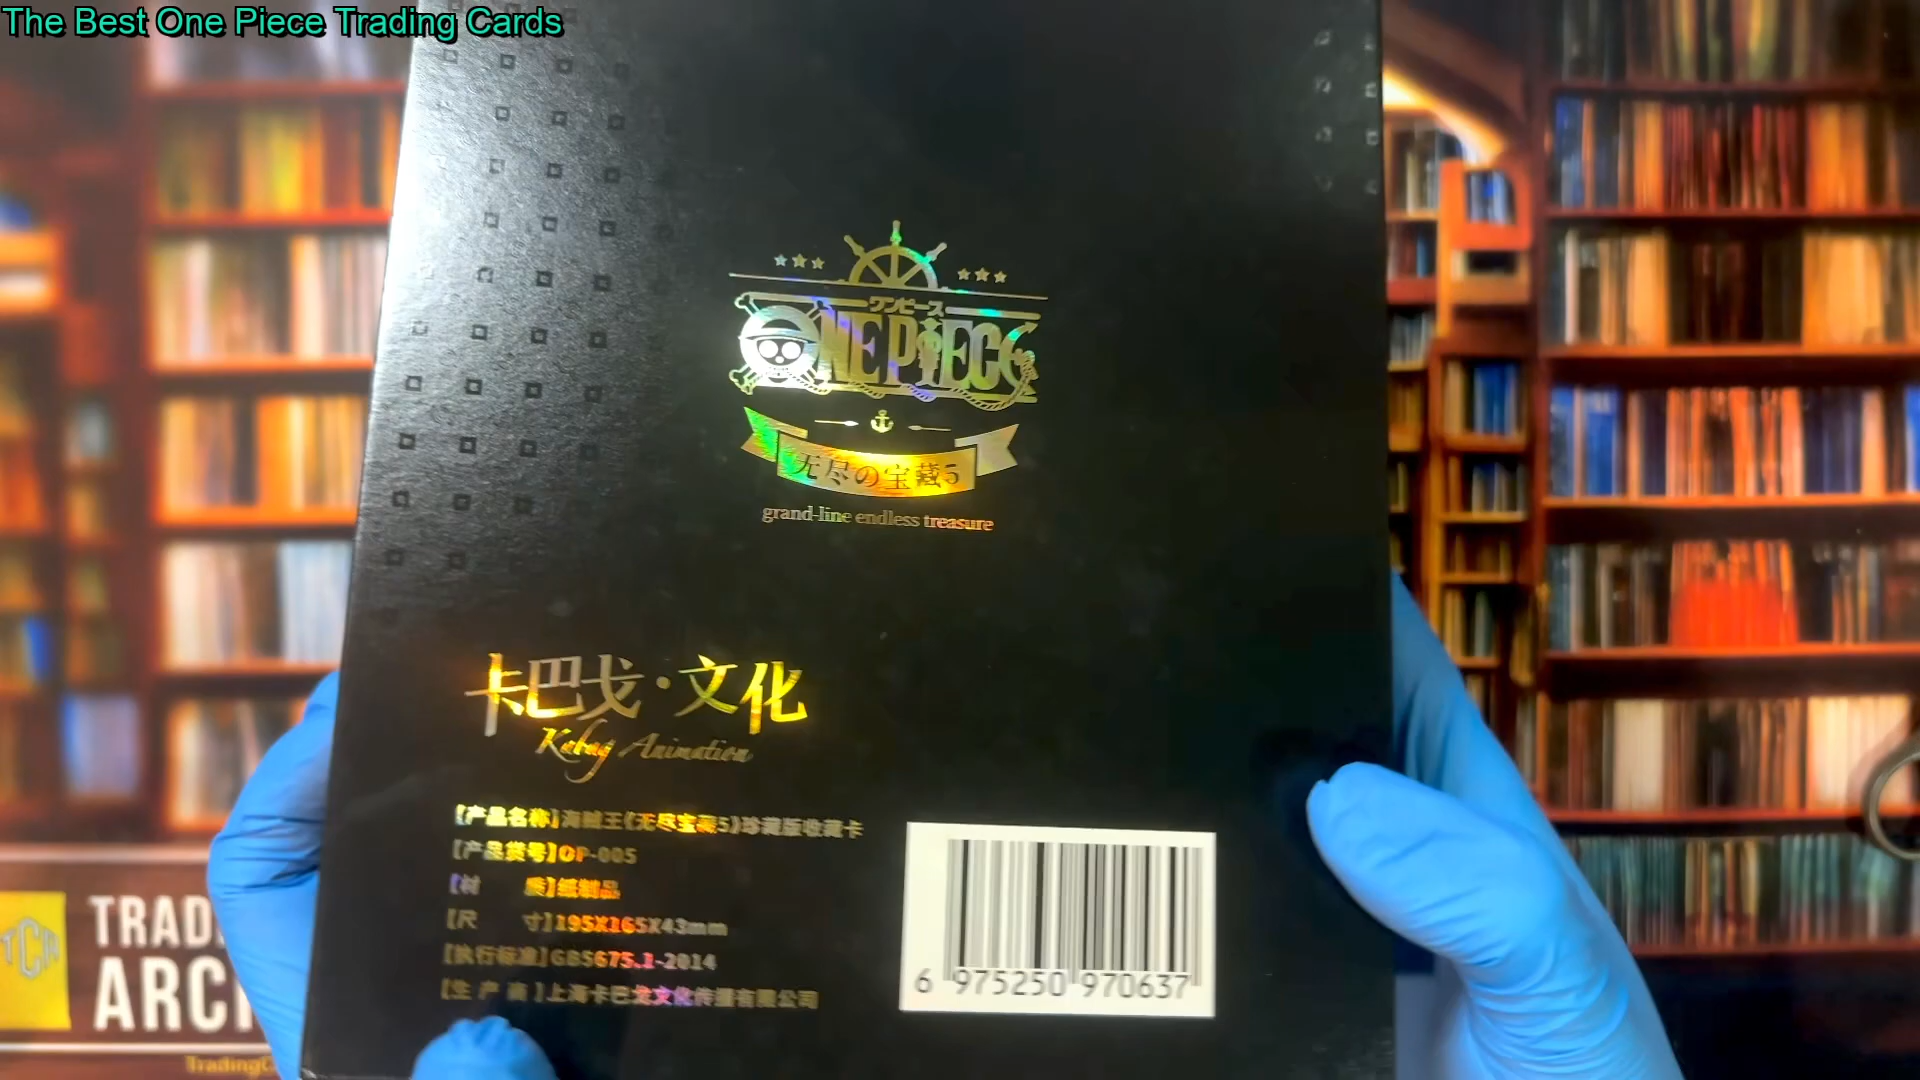 The Best One Piece Trading Cards
ワンピース
ONE PIECE
无尽の宝藏5
grand-line endless treasure
卡巴戈·文化
Kabag Animation
【产品名称】海贼王《无尽宝藏5》珍藏版收藏卡
【产品货号】OP-005
【材 质】纸制品
【尺 寸】195X165X43mm
【执行标准】GB5675.1-2014
【生 产 商】上海卡巴戈文化传播有限公司
6 975250 970637
TCA
TRAD
ARC
TradingC